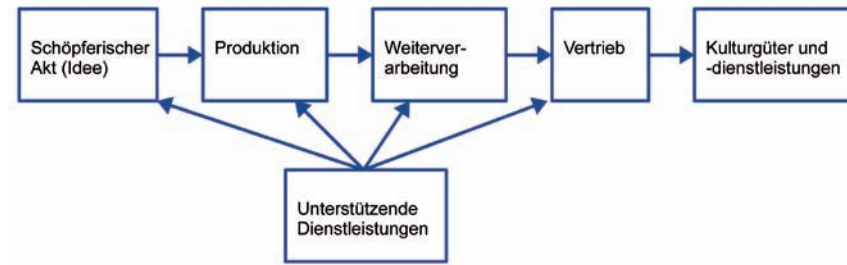 Schöpferischer
Akt (Idee)
Produktion
Weiterver-
arbeitung
Vertrieb
Kulturgüter und
-dienstleistungen
Unterstützende
Dienstleistungen